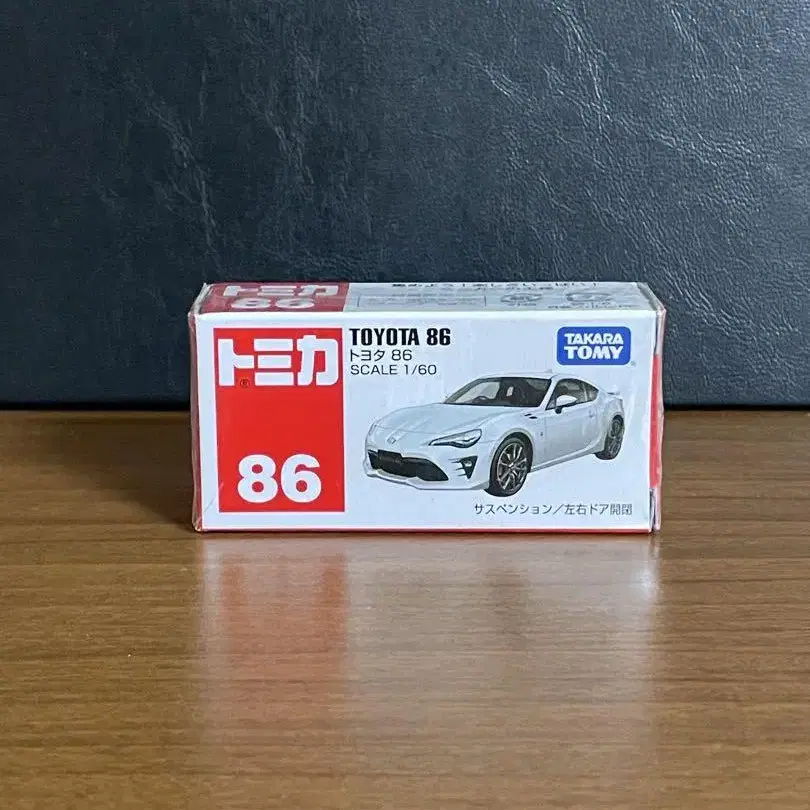 86
トミカ
®
86
TOYOTA 86
トヨタ 86
SCALE 1/60
TAKARA
TOMY
サスペンション／左右ドア開閉